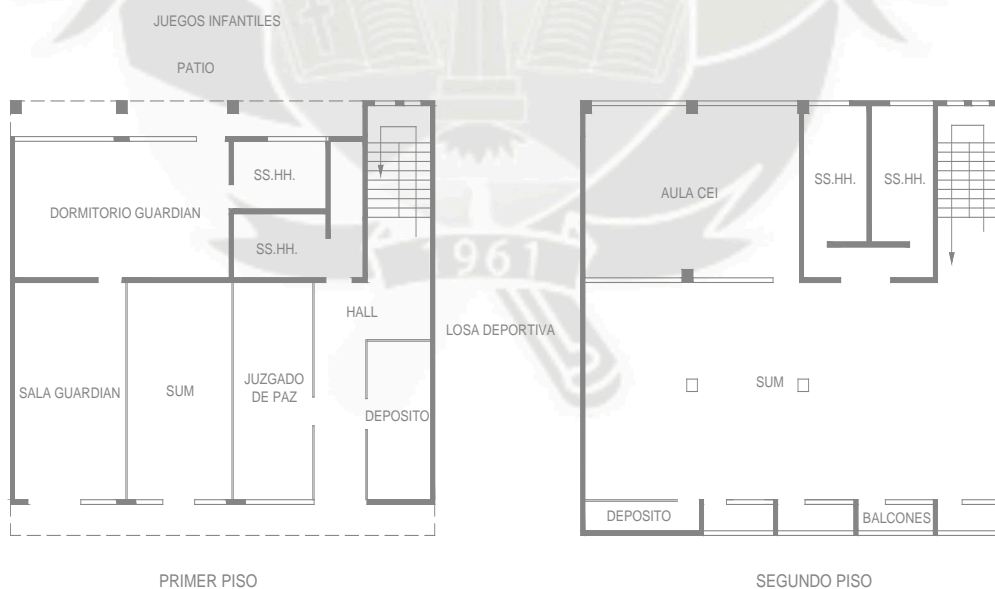 JUEGOS INFANTILES
PATIO
SS.HH.
DORMITORIO GUARDIAN
SS.HH.
HALL
SALA GUARDIAN
SUM
JUZGADO
DE PAZ
DEPOSITO
LOSA DEPORTIVA
PRIMER PISO
SS.HH.
SS.HH.
AULA CEI
SUM
DEPOSITO
BALCONES
SEGUNDO PISO
1961